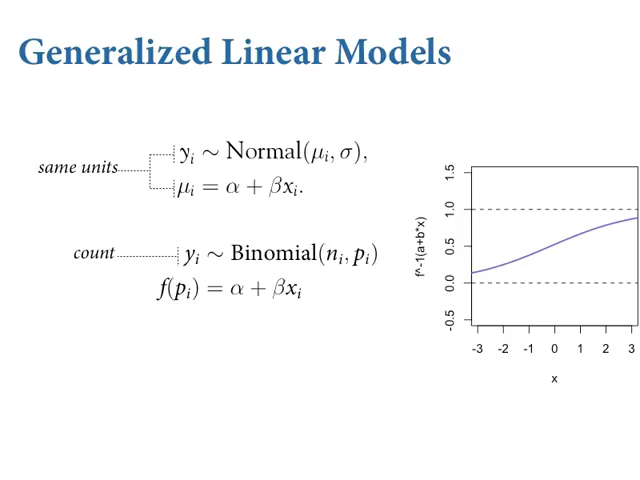 Generalized Linear Models
same units
yᵢ ∼ Normal(μᵢ, σ),
μᵢ = α + βxᵢ.
count
yᵢ ∼ Binomial(nᵢ, pᵢ)
f(pᵢ) = α + βxᵢ
f^-1(a+b*x)
1.5
1.0
0.5
0.0
-0.5
-3 -2 -1 0 1 2 3
x